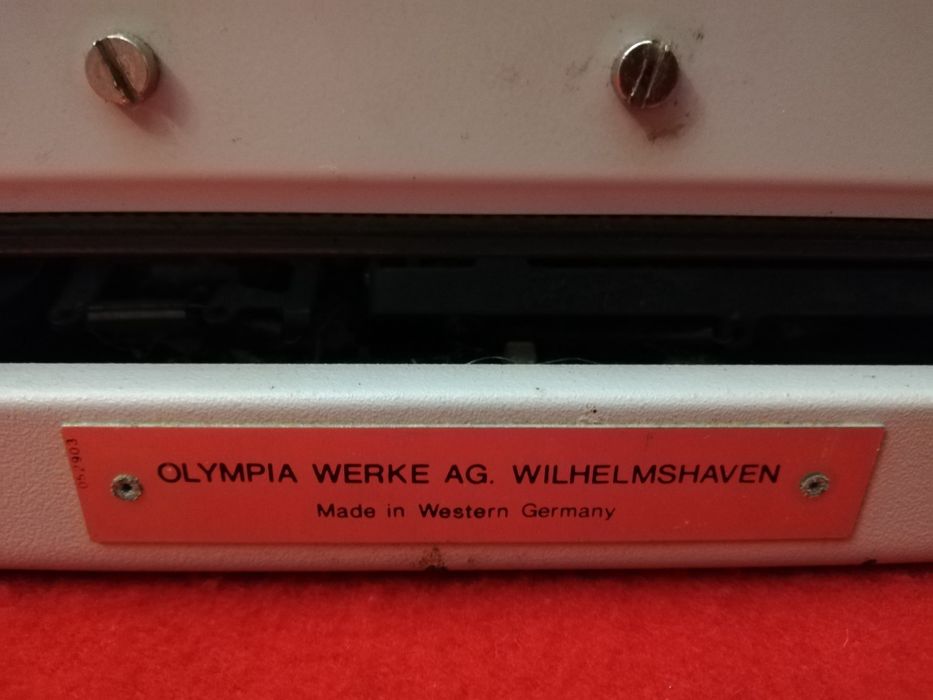 OLYMPIA WERKE AG. WILHELMSHAVEN
Made in Western Germany